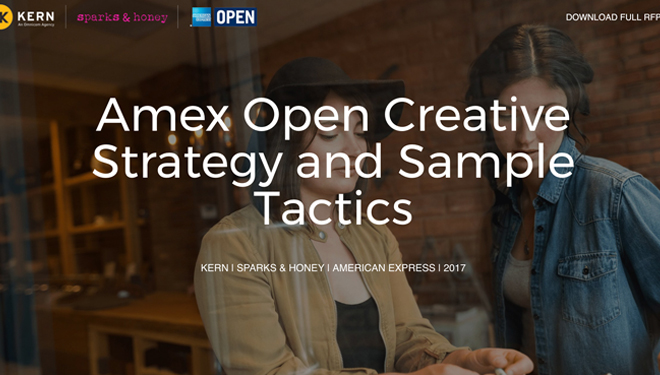 KERN
An Omnicom Agency
sparks & honey
OPEN
DOWNLOAD FULL RFP
Amex Open Creative
Strategy and Sample
Tactics
KERN | SPARKS & HONEY | AMERICAN EXPRESS | 2017